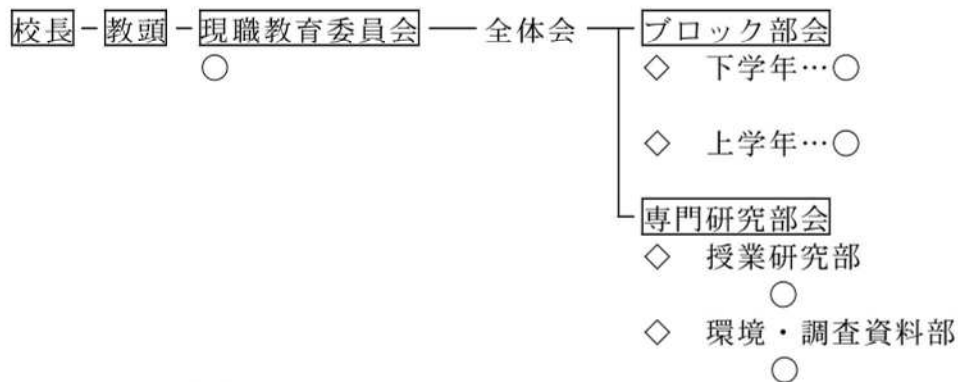 校長－教頭－現職教育委員会――全体会――ブロック部会
○
◇ 下学年…○
◇ 上学年…○
専門研究部会
◇ 授業研究部
○
◇ 環境・調査資料部
○